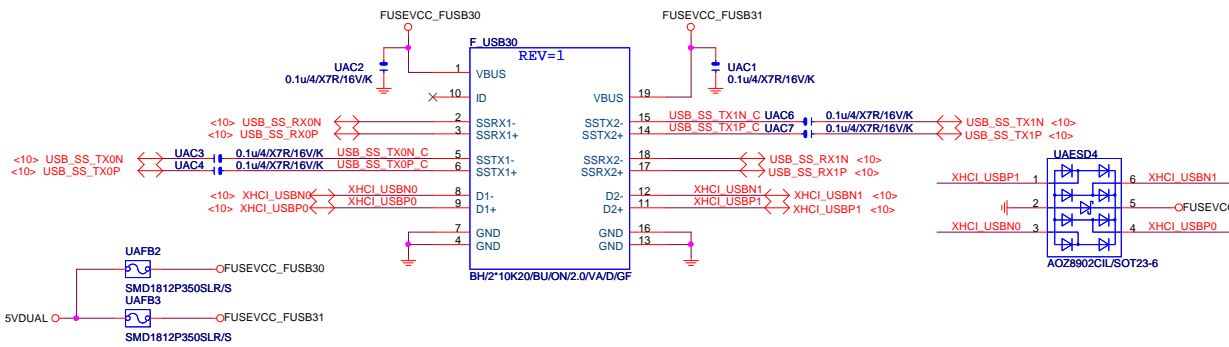 FUSEVCC_FUSB30
FUSEVCC_FUSB31
F_USB30
REV=1
UAC2
0.1u/4/X7R/16V/K
UAC1
0.1u/4/X7R/16V/K
1 VBUS
10 ID
VBUS 19
<10> USB_SS_RX0N 2 SSRX1-
<10> USB_SS_RX0P 3 SSRX1+
SSTX2- 15 USB_SS_TX1N_C UAC6 0.1u/4/X7R/16V/K USB_SS_TX1N <10>
SSTX2+ 14 USB_SS_TX1P_C UAC7 0.1u/4/X7R/16V/K USB_SS_TX1P <10>
<10> USB_SS_TX0N UAC3 0.1u/4/X7R/16V/K USB_SS_TX0N_C 5 SSTX1-
<10> USB_SS_TX0P UAC4 0.1u/4/X7R/16V/K USB_SS_TX0P_C 6 SSTX1+
SSRX2- 18 USB_SS_RX1N <10>
SSRX2+ 17 USB_SS_RX1P <10>
<10> XHCI_USBN0 XHCI_USBN0 8 D1-
<10> XHCI_USBP0 XHCI_USBP0 9 D1+
D2- 12 XHCI_USBN1 XHCI_USBN1 <10>
D2+ 11 XHCI_USBP1 XHCI_USBP1 <10>
7 GND
4 GND
GND 16
GND 13
BH/2*10K20/BU/ON/2.0/VA/D/GF
UAESD4
XHCI_USBP1 1 6 XHCI_USBN1
2 5 FUSEVCC
XHCI_USBN0 3 4 XHCI_USBP0
AOZ8902CIL/SOT23-6
UAFB2
FUSEVCC_FUSB30
SMD1812P350SLR/S
UAFB3
5VDUAL
FUSEVCC_FUSB31
SMD1812P350SLR/S